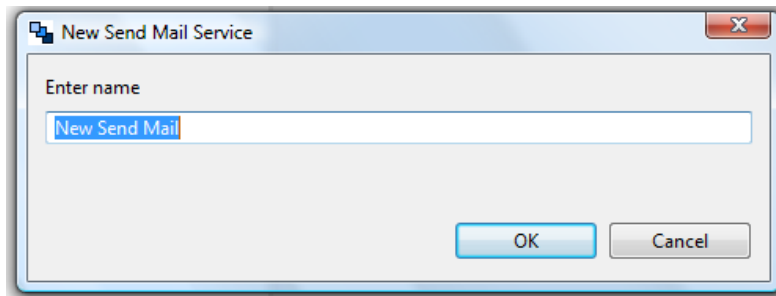 New Send Mail Service
Enter name
New Send Mail
OK Cancel